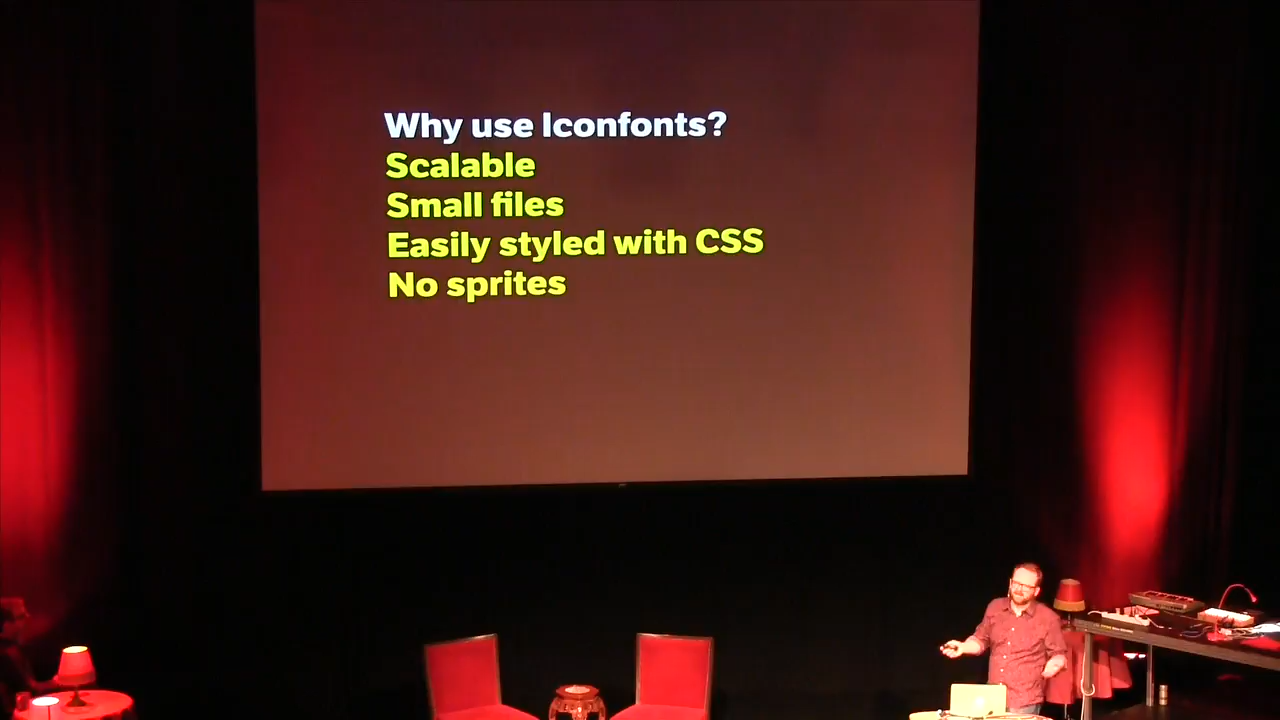 Why use Iconfonts?
Scalable
Small files
Easily styled with CSS
No sprites